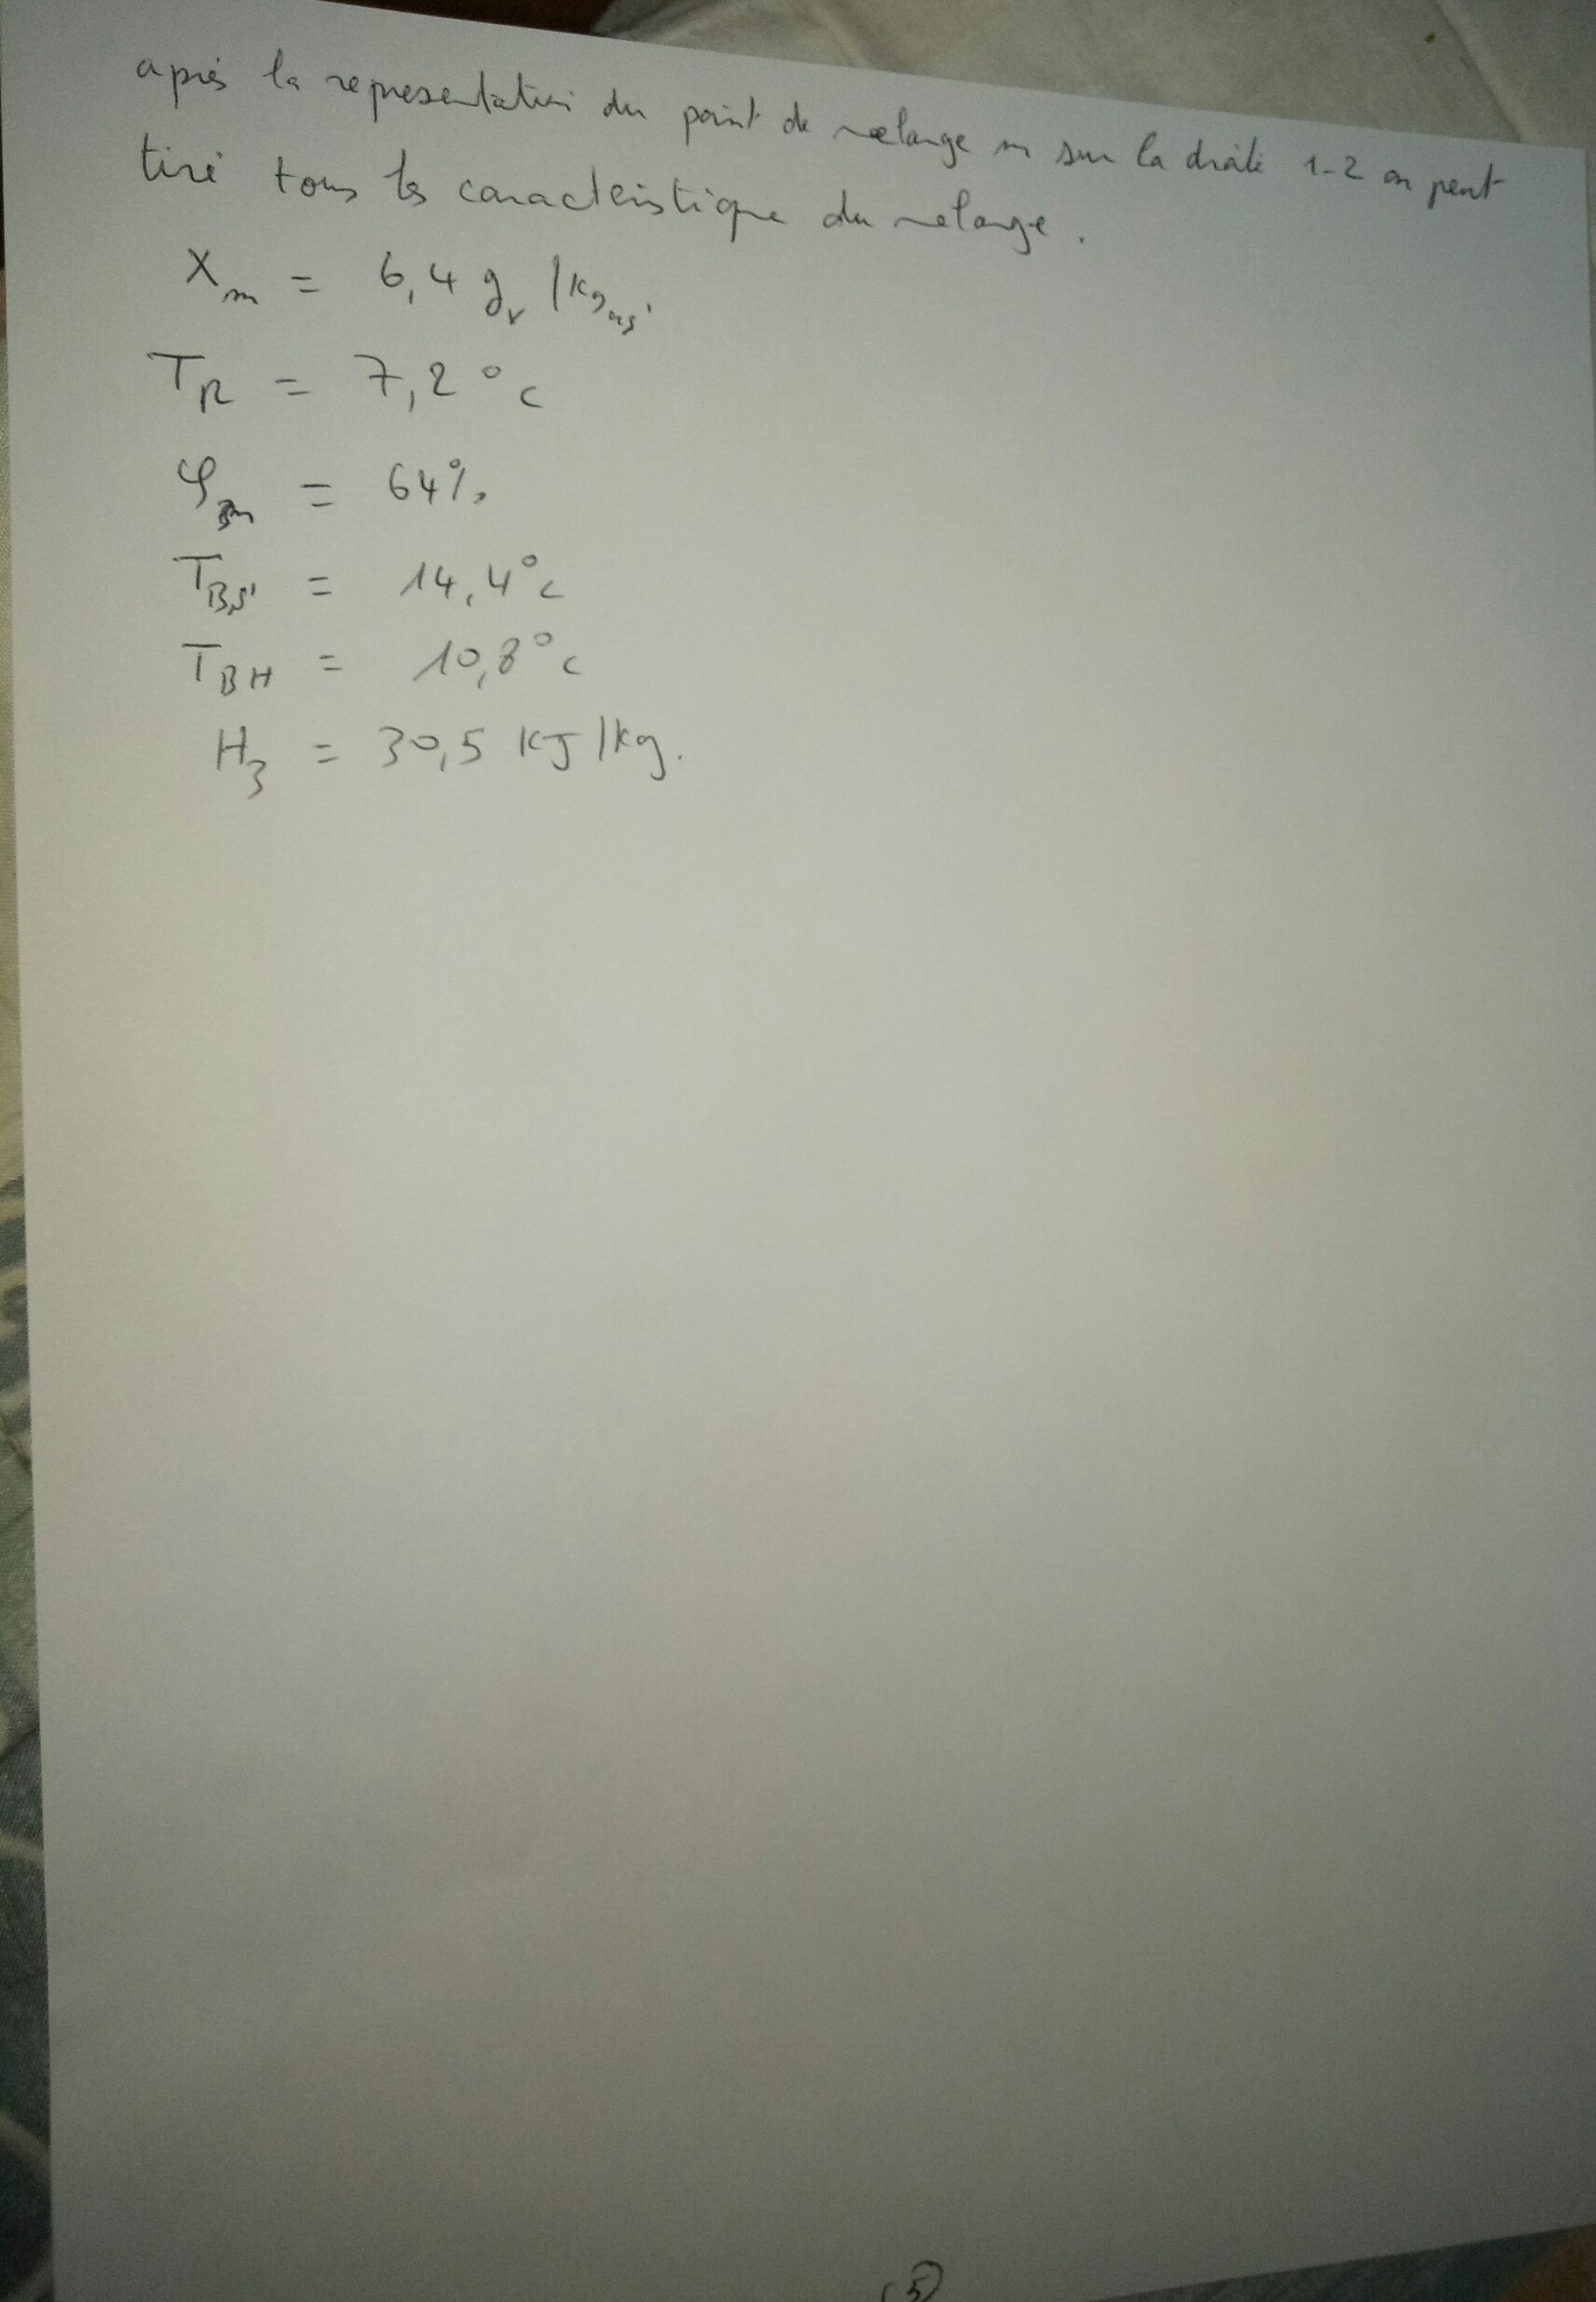 après la representation du point de melange m sur la droite 1-2 on peut
tiré tous les caracteristique du melange.
Xm = 6,4 gv /kgas.
TR = 7,2 °c
φm = 64%
TBS = 14,4°c
TBH = 10,8°c
H3 = 30,5 KJ/kg.
(5)